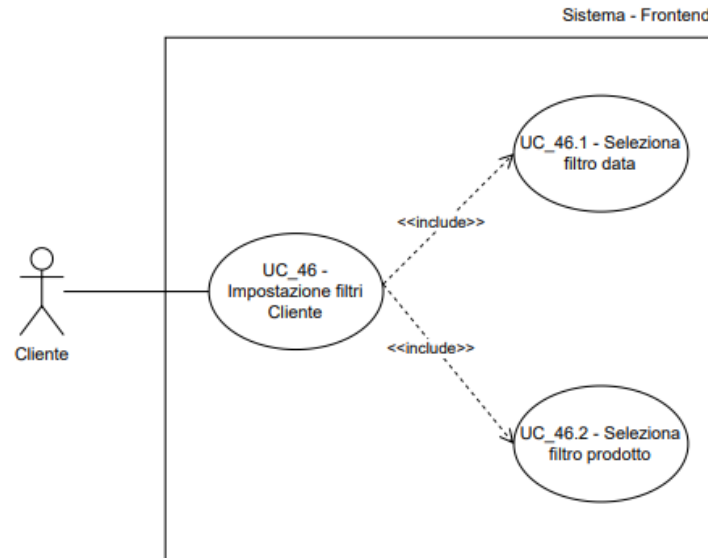 Sistema - Frontend
UC_46.1 - Seleziona
filtro data
<<include>>
UC_46 -
Impostazione filtri
Cliente
Cliente
<<include>>
UC_46.2 - Seleziona
filtro prodotto